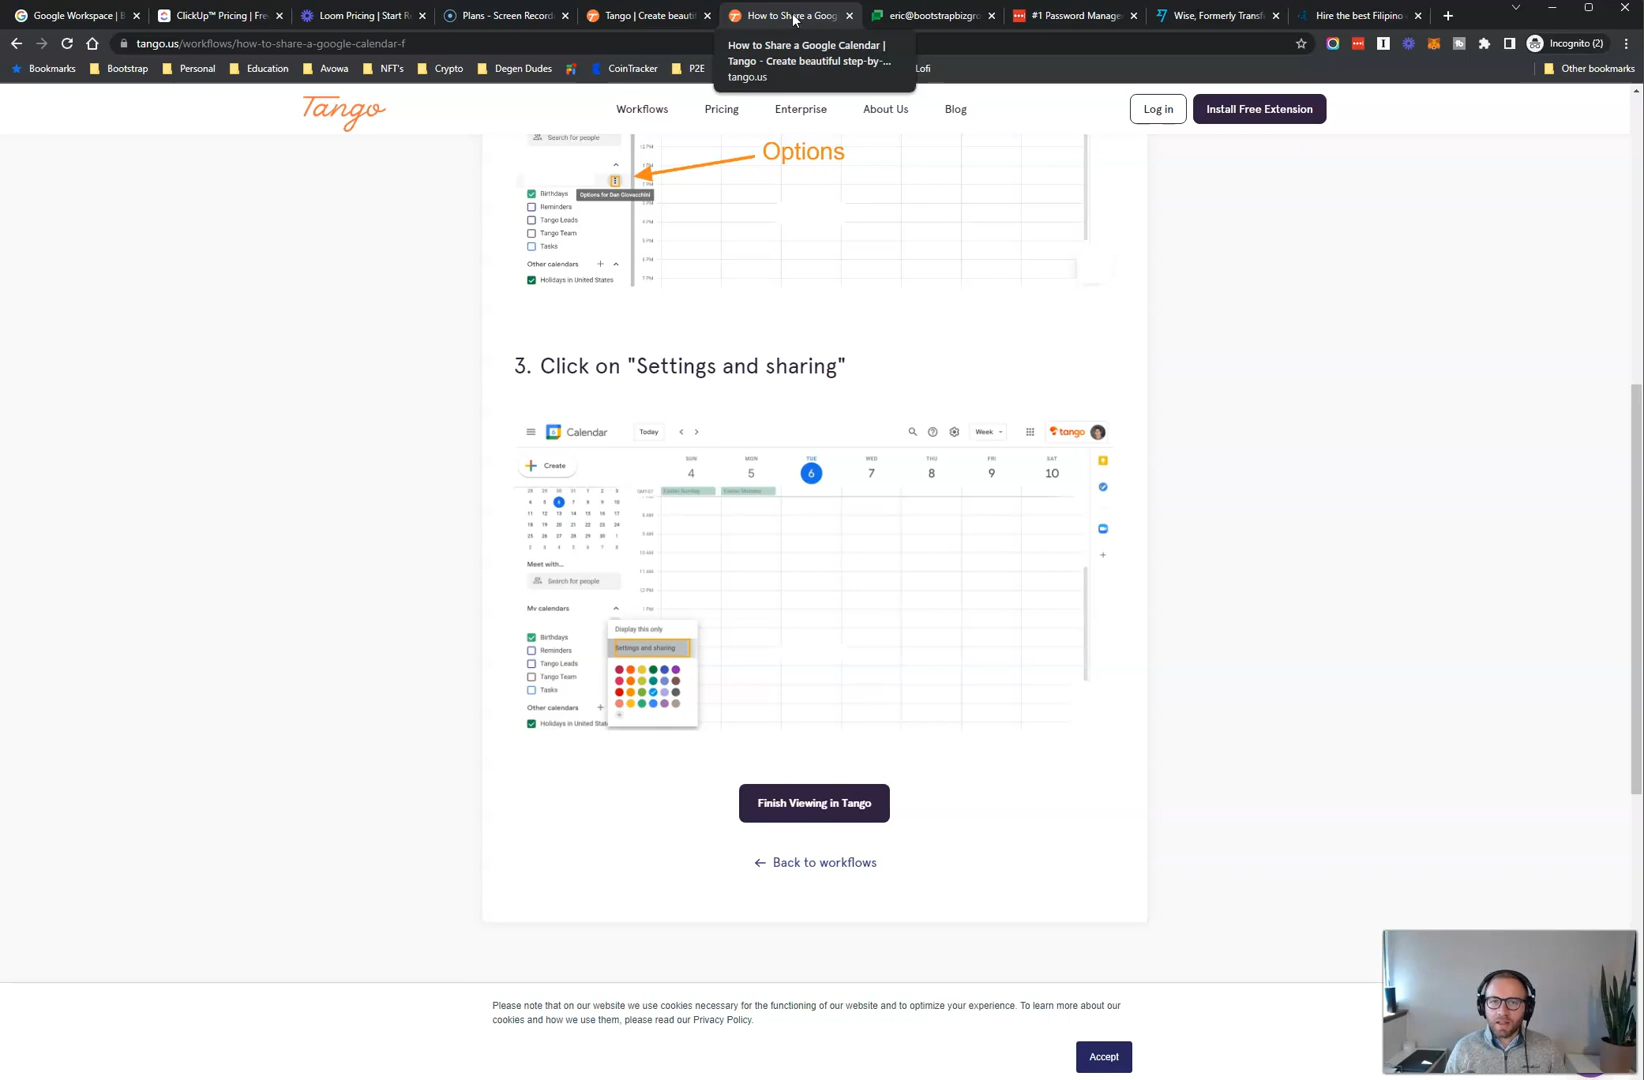 Google Workspace | B
ClickUp™ Pricing | Free
Loom Pricing | Start R
Plans - Screen Record
Tango | Create beauti
How to Share a Goog
eric@bootstrapbizgro
#1 Password Manage
Wise, Formerly Transf
Hire the best Filipino
tango.us/workflows/how-to-share-a-google-calendar-f
Incognito (2)
Bookmarks
Bootstrap
Personal
Education
Avowa
NFT's
Crypto
Degen Dudes
CoinTracker
P2E
Lofi
Other bookmarks
How to Share a Google Calendar |
Tango - Create beautiful step-by-...
tango.us
Tango
Workflows
Pricing
Enterprise
About Us
Blog
Log in
Install Free Extension
Search for people
Options
Options for Dan Giovacchini
Birthdays
Reminders
Tango Leads
Tango Team
Tasks
Other calendars
Holidays in United States
3. Click on "Settings and sharing"
Calendar
Today
Week
tango
Create
SUN MON TUE WED THU FRI SAT
4 5 6 7 8 9 10
Meet with...
Search for people
My calendars
Display this only
Settings and sharing
Birthdays
Reminders
Tango Leads
Tango Team
Tasks
Other calendars
Holidays in United Stat
Finish Viewing in Tango
← Back to workflows
Please note that on our website we use cookies necessary for the functioning of our website and to optimize your experience. To learn more about our
cookies and how we use them, please read our Privacy Policy.
Accept